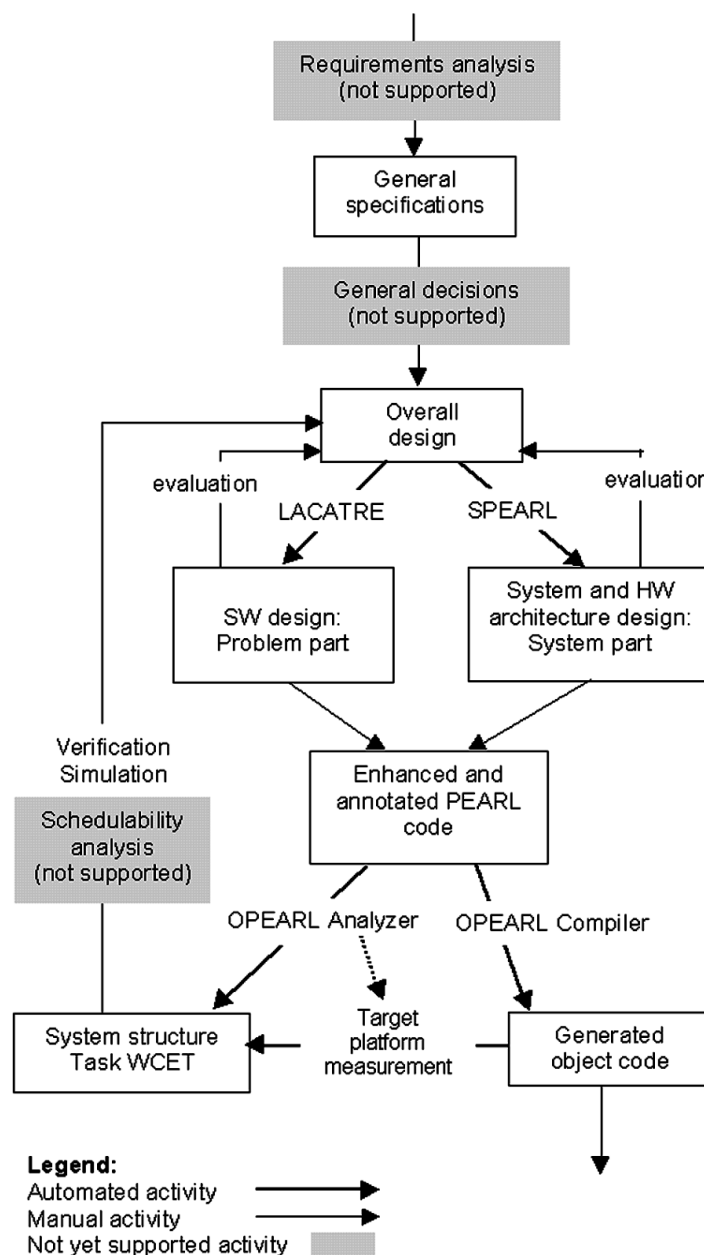 Requirements analysis
(not supported)
General
specifications
General decisions
(not supported)
Overall
design
evaluation
evaluation
LACATRE
SPEARL
SW design:
Problem part
System and HW
architecture design:
System part
Verification
Simulation
Enhanced and
annotated PEARL
code
Schedulability
analysis
(not supported)
OPEARL Analyzer
OPEARL Compiler
System structure
Task WCET
Target
platform
measurement
Generated
object code
Legend:
Automated activity
Manual activity
Not yet supported activity